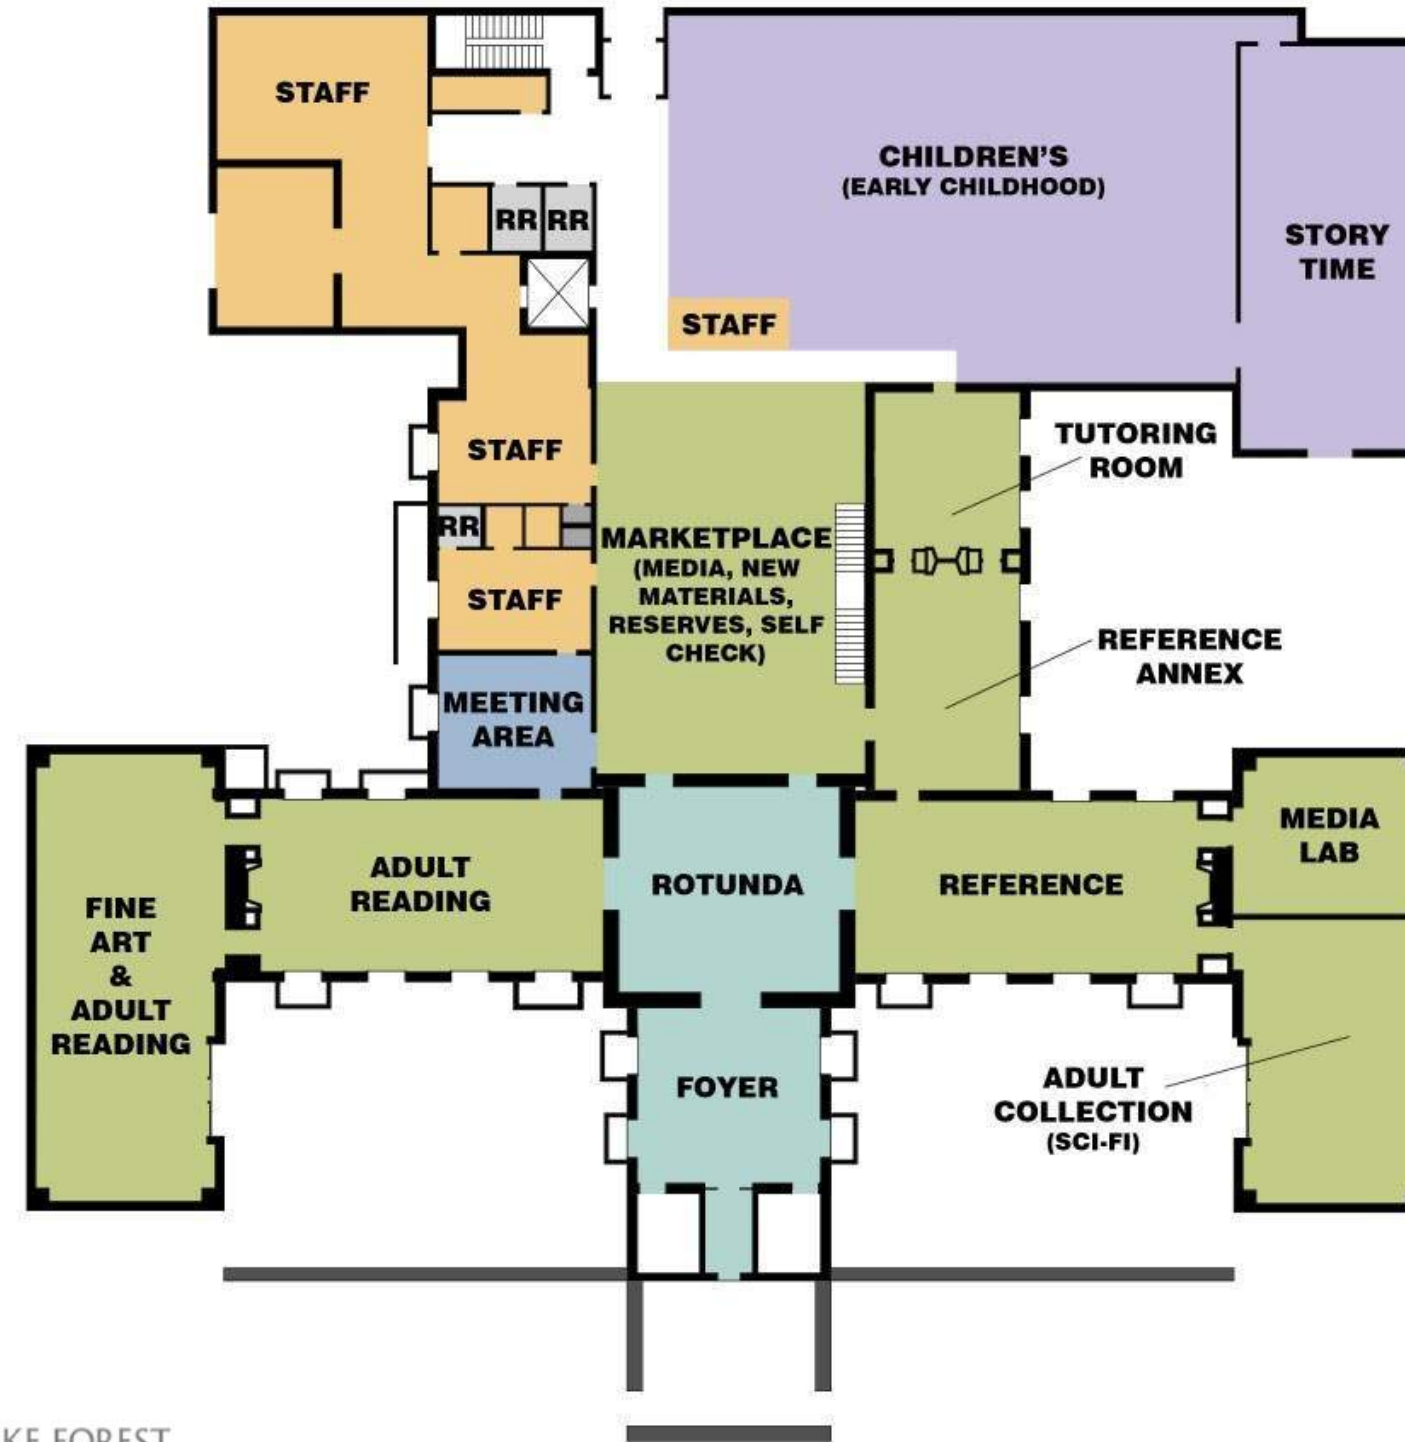 STAFF
CHILDREN'S
(EARLY CHILDHOOD)
RR
RR
STORY
TIME
STAFF
TUTORING
ROOM
STAFF
RR
MARKETPLACE
(MEDIA, NEW
MATERIALS,
RESERVES, SELF
CHECK)
STAFF
REFERENCE
ANNEX
MEETING
AREA
MEDIA
LAB
ADULT
READING
ROTUNDA
REFERENCE
FINE
ART
&
ADULT
READING
FOYER
ADULT
COLLECTION
(SCI-FI)
KE FOREST